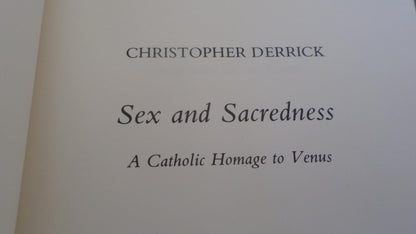 CHRISTOPHER DERRICK
Sex and Sacredness
A Catholic Homage to Venus